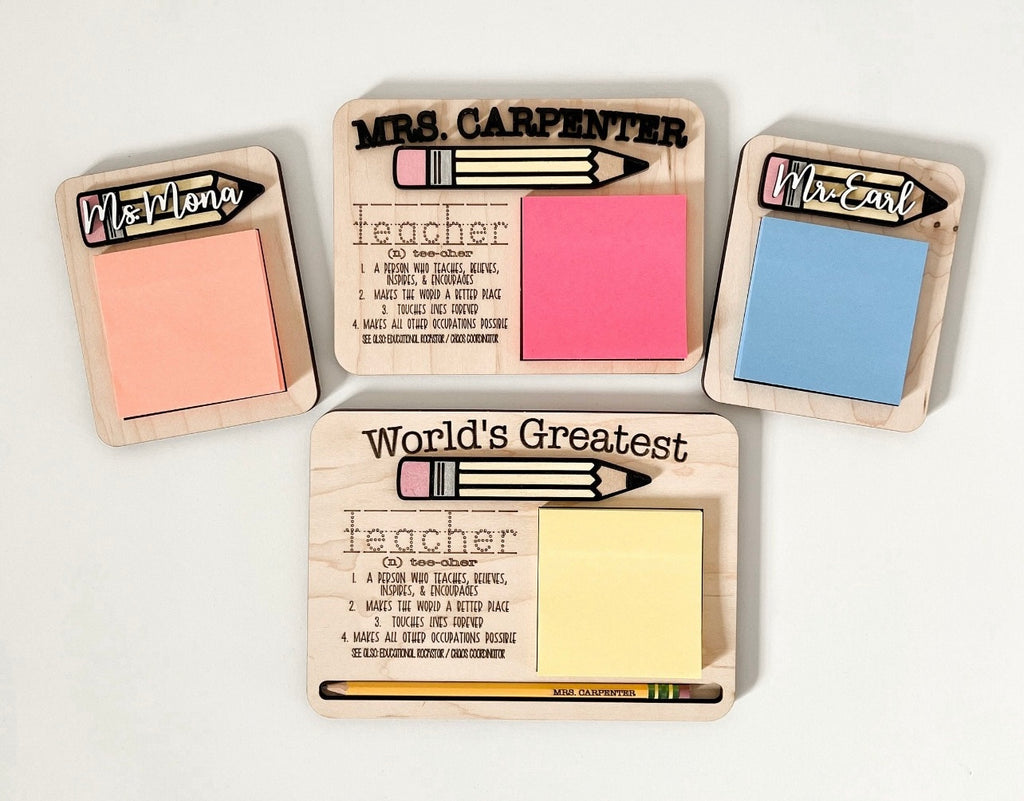 Ms. Mona
MRS. CARPENTER
teacher
(n) tee-cher
1. A PERSON WHO TEACHES, BELIEVES,
INSPIRES, & ENCOURAGES
2. MAKES THE WORLD A BETTER PLACE
3. TOUCHES LIVES FOREVER
4. MAKES ALL OTHER OCCUPATIONS POSSIBLE
SEE ALSO: EDUCATIONAL ROCKSTAR / CHAOS COORDINATOR
Mr. Earl
World's Greatest
teacher
(n) tee-cher
1. A PERSON WHO TEACHES, BELIEVES,
INSPIRES, & ENCOURAGES
2. MAKES THE WORLD A BETTER PLACE
3. TOUCHES LIVES FOREVER
4. MAKES ALL OTHER OCCUPATIONS POSSIBLE
SEE ALSO: EDUCATIONAL ROCKSTAR / CHAOS COORDINATOR
MRS. CARPENTER